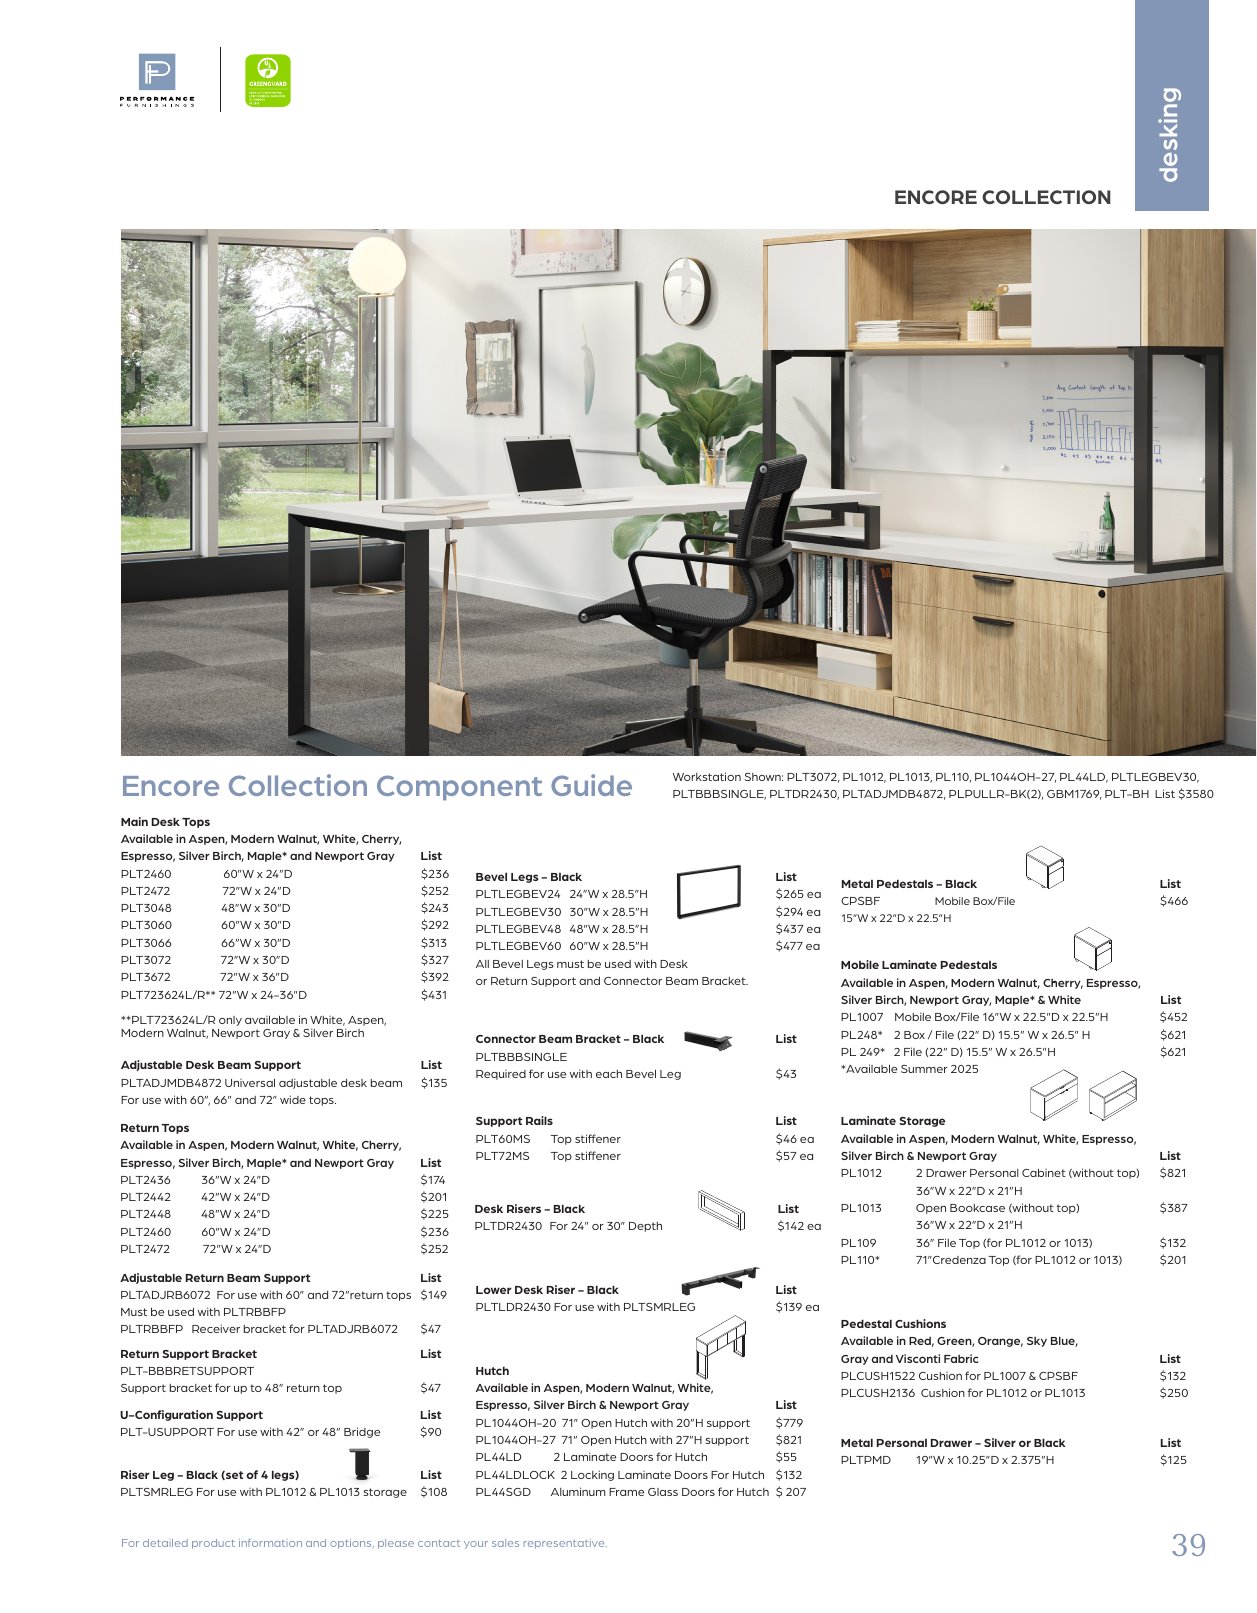 PERFORMANCE
FURNISHINGS
GREENGUARD
desking
ENCORE COLLECTION
Encore Collection Component Guide
Workstation Shown: PLT3072, PL1012, PL1013, PL110, PL1044OH-27, PL44LD, PLTLEGBEV30,
PLTBBBSINGLE, PLTDR2430, PLTADJMDB4872, PLPULLR-BK(2), GBM1769, PLT-BH List $3580
Main Desk Tops
Available in Aspen, Modern Walnut, White, Cherry,
Espresso, Silver Birch, Maple* and Newport Gray List
PLT2460 60"W x 24"D $236
PLT2472 72"W x 24"D $252
PLT3048 48"W x 30"D $243
PLT3060 60"W x 30"D $292
PLT3066 66"W x 30"D $313
PLT3072 72"W x 30"D $327
PLT3672 72"W x 36"D $392
PLT723624L/R** 72"W x 24-36"D $431
**PLT723624L/R only available in White, Aspen,
Modern Walnut, Newport Gray & Silver Birch
Adjustable Desk Beam Support List
PLTADJMDB4872 Universal adjustable desk beam $135
For use with 60", 66" and 72" wide tops.
Return Tops
Available in Aspen, Modern Walnut, White, Cherry,
Espresso, Silver Birch, Maple* and Newport Gray List
PLT2436 36"W x 24"D $174
PLT2442 42"W x 24"D $201
PLT2448 48"W x 24"D $225
PLT2460 60"W x 24"D $236
PLT2472 72"W x 24"D $252
Adjustable Return Beam Support List
PLTADJRB6072 For use with 60" and 72"return tops $149
Must be used with PLTRBBFP
PLTRBBFP Receiver bracket for PLTADJRB6072 $47
Return Support Bracket List
PLT-BBBRETSUPPORT
Support bracket for up to 48" return top $47
U-Configuration Support List
PLT-USUPPORT For use with 42" or 48" Bridge $90
Riser Leg - Black (set of 4 legs) List
PLTSMRLEG For use with PL1012 & PL1013 storage $108
Bevel Legs - Black List
PLTLEGBEV24 24"W x 28.5"H $265 ea
PLTLEGBEV30 30"W x 28.5"H $294 ea
PLTLEGBEV48 48"W x 28.5"H $437 ea
PLTLEGBEV60 60"W x 28.5"H $477 ea
All Bevel Legs must be used with Desk
or Return Support and Connector Beam Bracket.
Connector Beam Bracket - Black List
PLTBBBSINGLE
Required for use with each Bevel Leg $43
Support Rails List
PLT60MS Top stiffener $46 ea
PLT72MS Top stiffener $57 ea
Desk Risers - Black List
PLTDR2430 For 24" or 30" Depth $142 ea
Lower Desk Riser - Black List
PLTLDR2430 For use with PLTSMRLEG $139 ea
Hutch
Available in Aspen, Modern Walnut, White,
Espresso, Silver Birch & Newport Gray List
PL1044OH-20 71" Open Hutch with 20"H support $779
PL1044OH-27 71" Open Hutch with 27"H support $821
PL44LD 2 Laminate Doors for Hutch $55
PL44LDLOCK 2 Locking Laminate Doors For Hutch $132
PL44SGD Aluminum Frame Glass Doors for Hutch $ 207
Metal Pedestals - Black List
CPSBF Mobile Box/File $466
15"W x 22"D x 22.5"H
Mobile Laminate Pedestals
Available in Aspen, Modern Walnut, Cherry, Espresso,
Silver Birch, Newport Gray, Maple* & White List
PL1007 Mobile Box/File 16"W x 22.5"D x 22.5"H $452
PL248* 2 Box / File (22" D) 15.5" W x 26.5" H $621
PL 249* 2 File (22" D) 15.5" W x 26.5"H $621
*Available Summer 2025
Laminate Storage
Available in Aspen, Modern Walnut, White, Espresso,
Silver Birch & Newport Gray List
PL1012 2 Drawer Personal Cabinet (without top) $821
36"W x 22"D x 21"H
PL1013 Open Bookcase (without top) $387
36"W x 22"D x 21"H
PL109 36" File Top (for PL1012 or 1013) $132
PL110* 71"Credenza Top (for PL1012 or 1013) $201
Pedestal Cushions
Available in Red, Green, Orange, Sky Blue,
Gray and Visconti Fabric List
PLCUSH1522 Cushion for PL1007 & CPSBF $132
PLCUSH2136 Cushion for PL1012 or PL1013 $250
Metal Personal Drawer - Silver or Black List
PLTPMD 19"W x 10.25"D x 2.375"H $125
For detailed product information and options, please contact your sales representative.
39